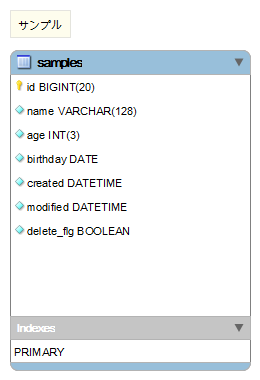 サンプル
samples
id BIGINT(20)
name VARCHAR(128)
age INT(3)
birthday DATE
created DATETIME
modified DATETIME
delete_flg BOOLEAN
Indexes
PRIMARY